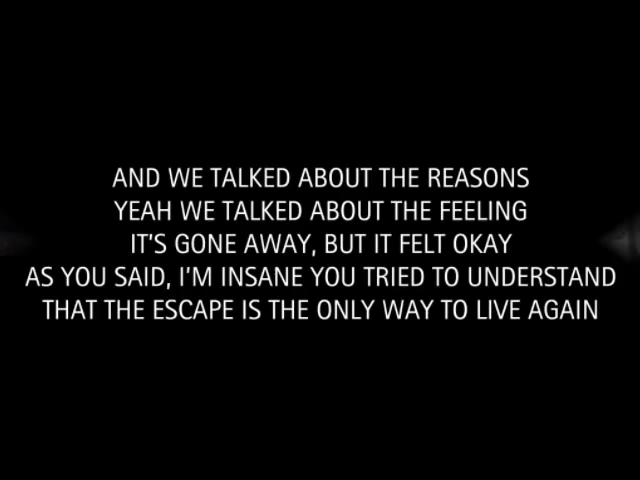 AND WE TALKED ABOUT THE REASONS
YEAH WE TALKED ABOUT THE FEELING
IT'S GONE AWAY, BUT IT FELT OKAY
AS YOU SAID, I'M INSANE YOU TRIED TO UNDERSTAND
THAT THE ESCAPE IS THE ONLY WAY TO LIVE AGAIN